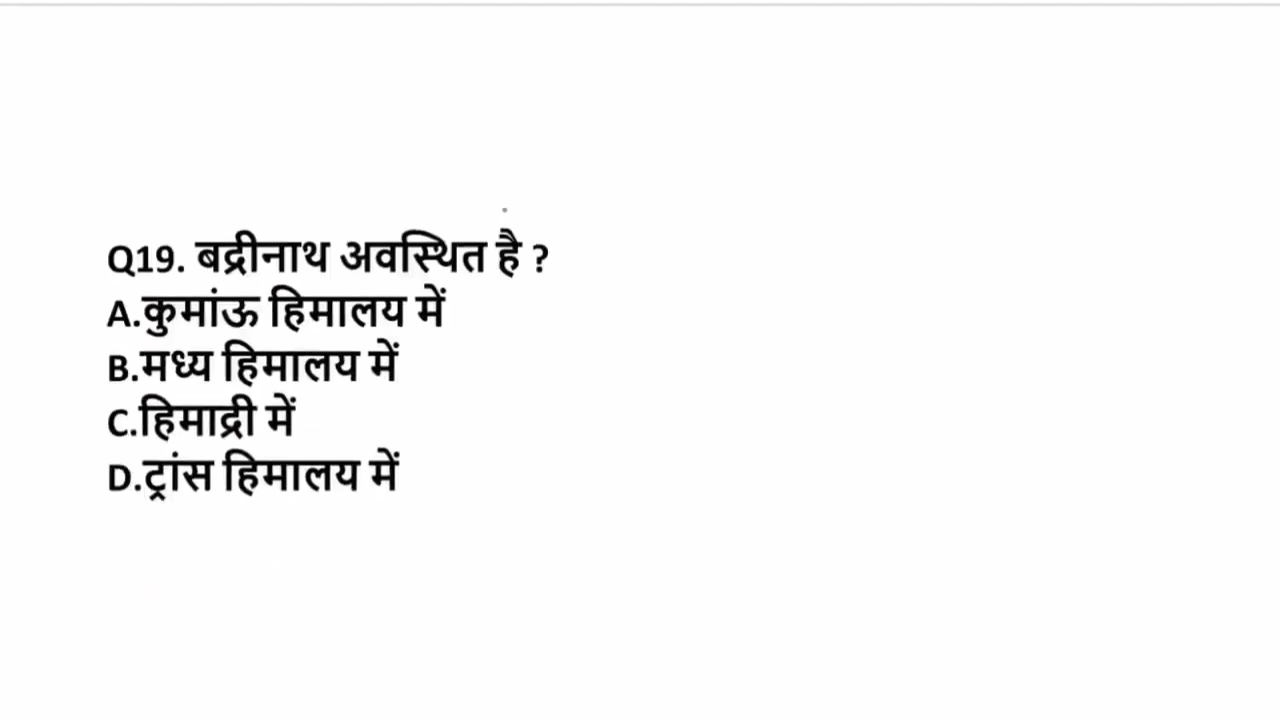 Q19. बद्रीनाथ अवस्थित है ?
A.कुमांऊ हिमालय में
B.मध्य हिमालय में
C.हिमाद्री में
D.ट्रांस हिमालय में